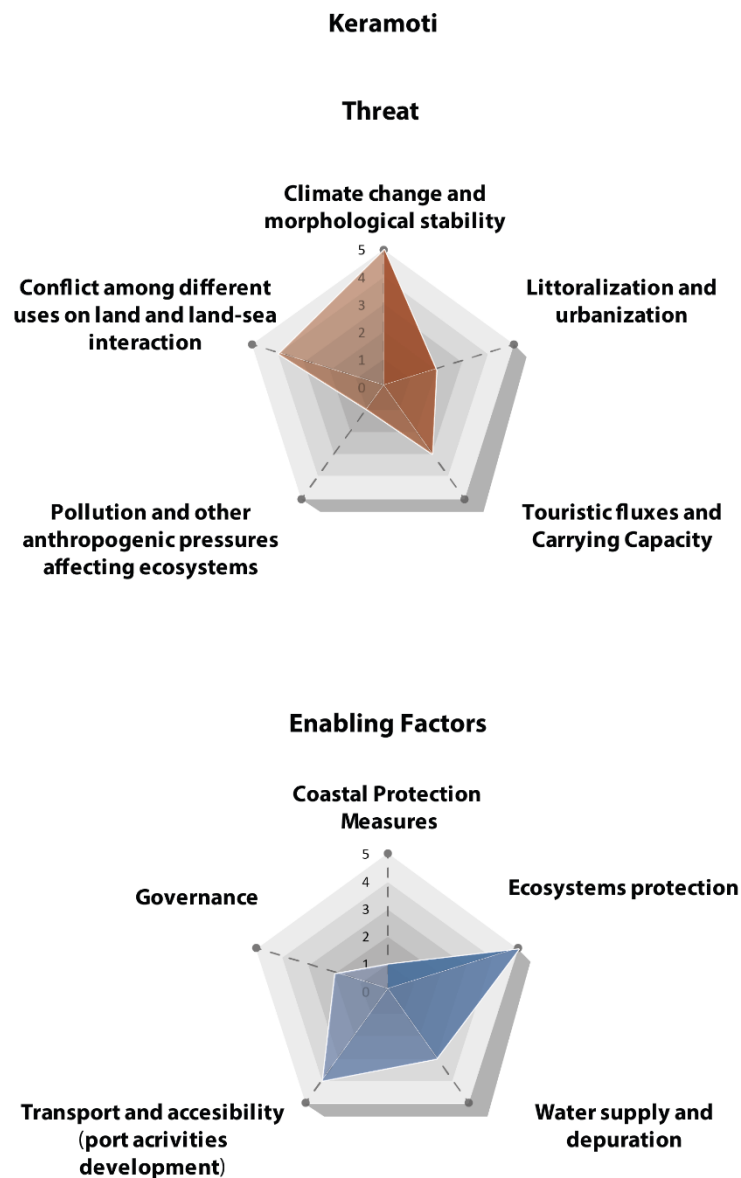 Keramoti
Threat
Climate change and
morphological stability
Conflict among different
uses on land and land-sea
interaction
Littoralization and
urbanization
5
4
3
2
1
0
Pollution and other
anthropogenic pressures
affecting ecosystems
Touristic fluxes and
Carrying Capacity
Enabling Factors
Coastal Protection
Measures
Governance
Ecosystems protection
5
4
3
2
1
0
Transport and accesibility
(port acrivities
development)
Water supply and
depuration